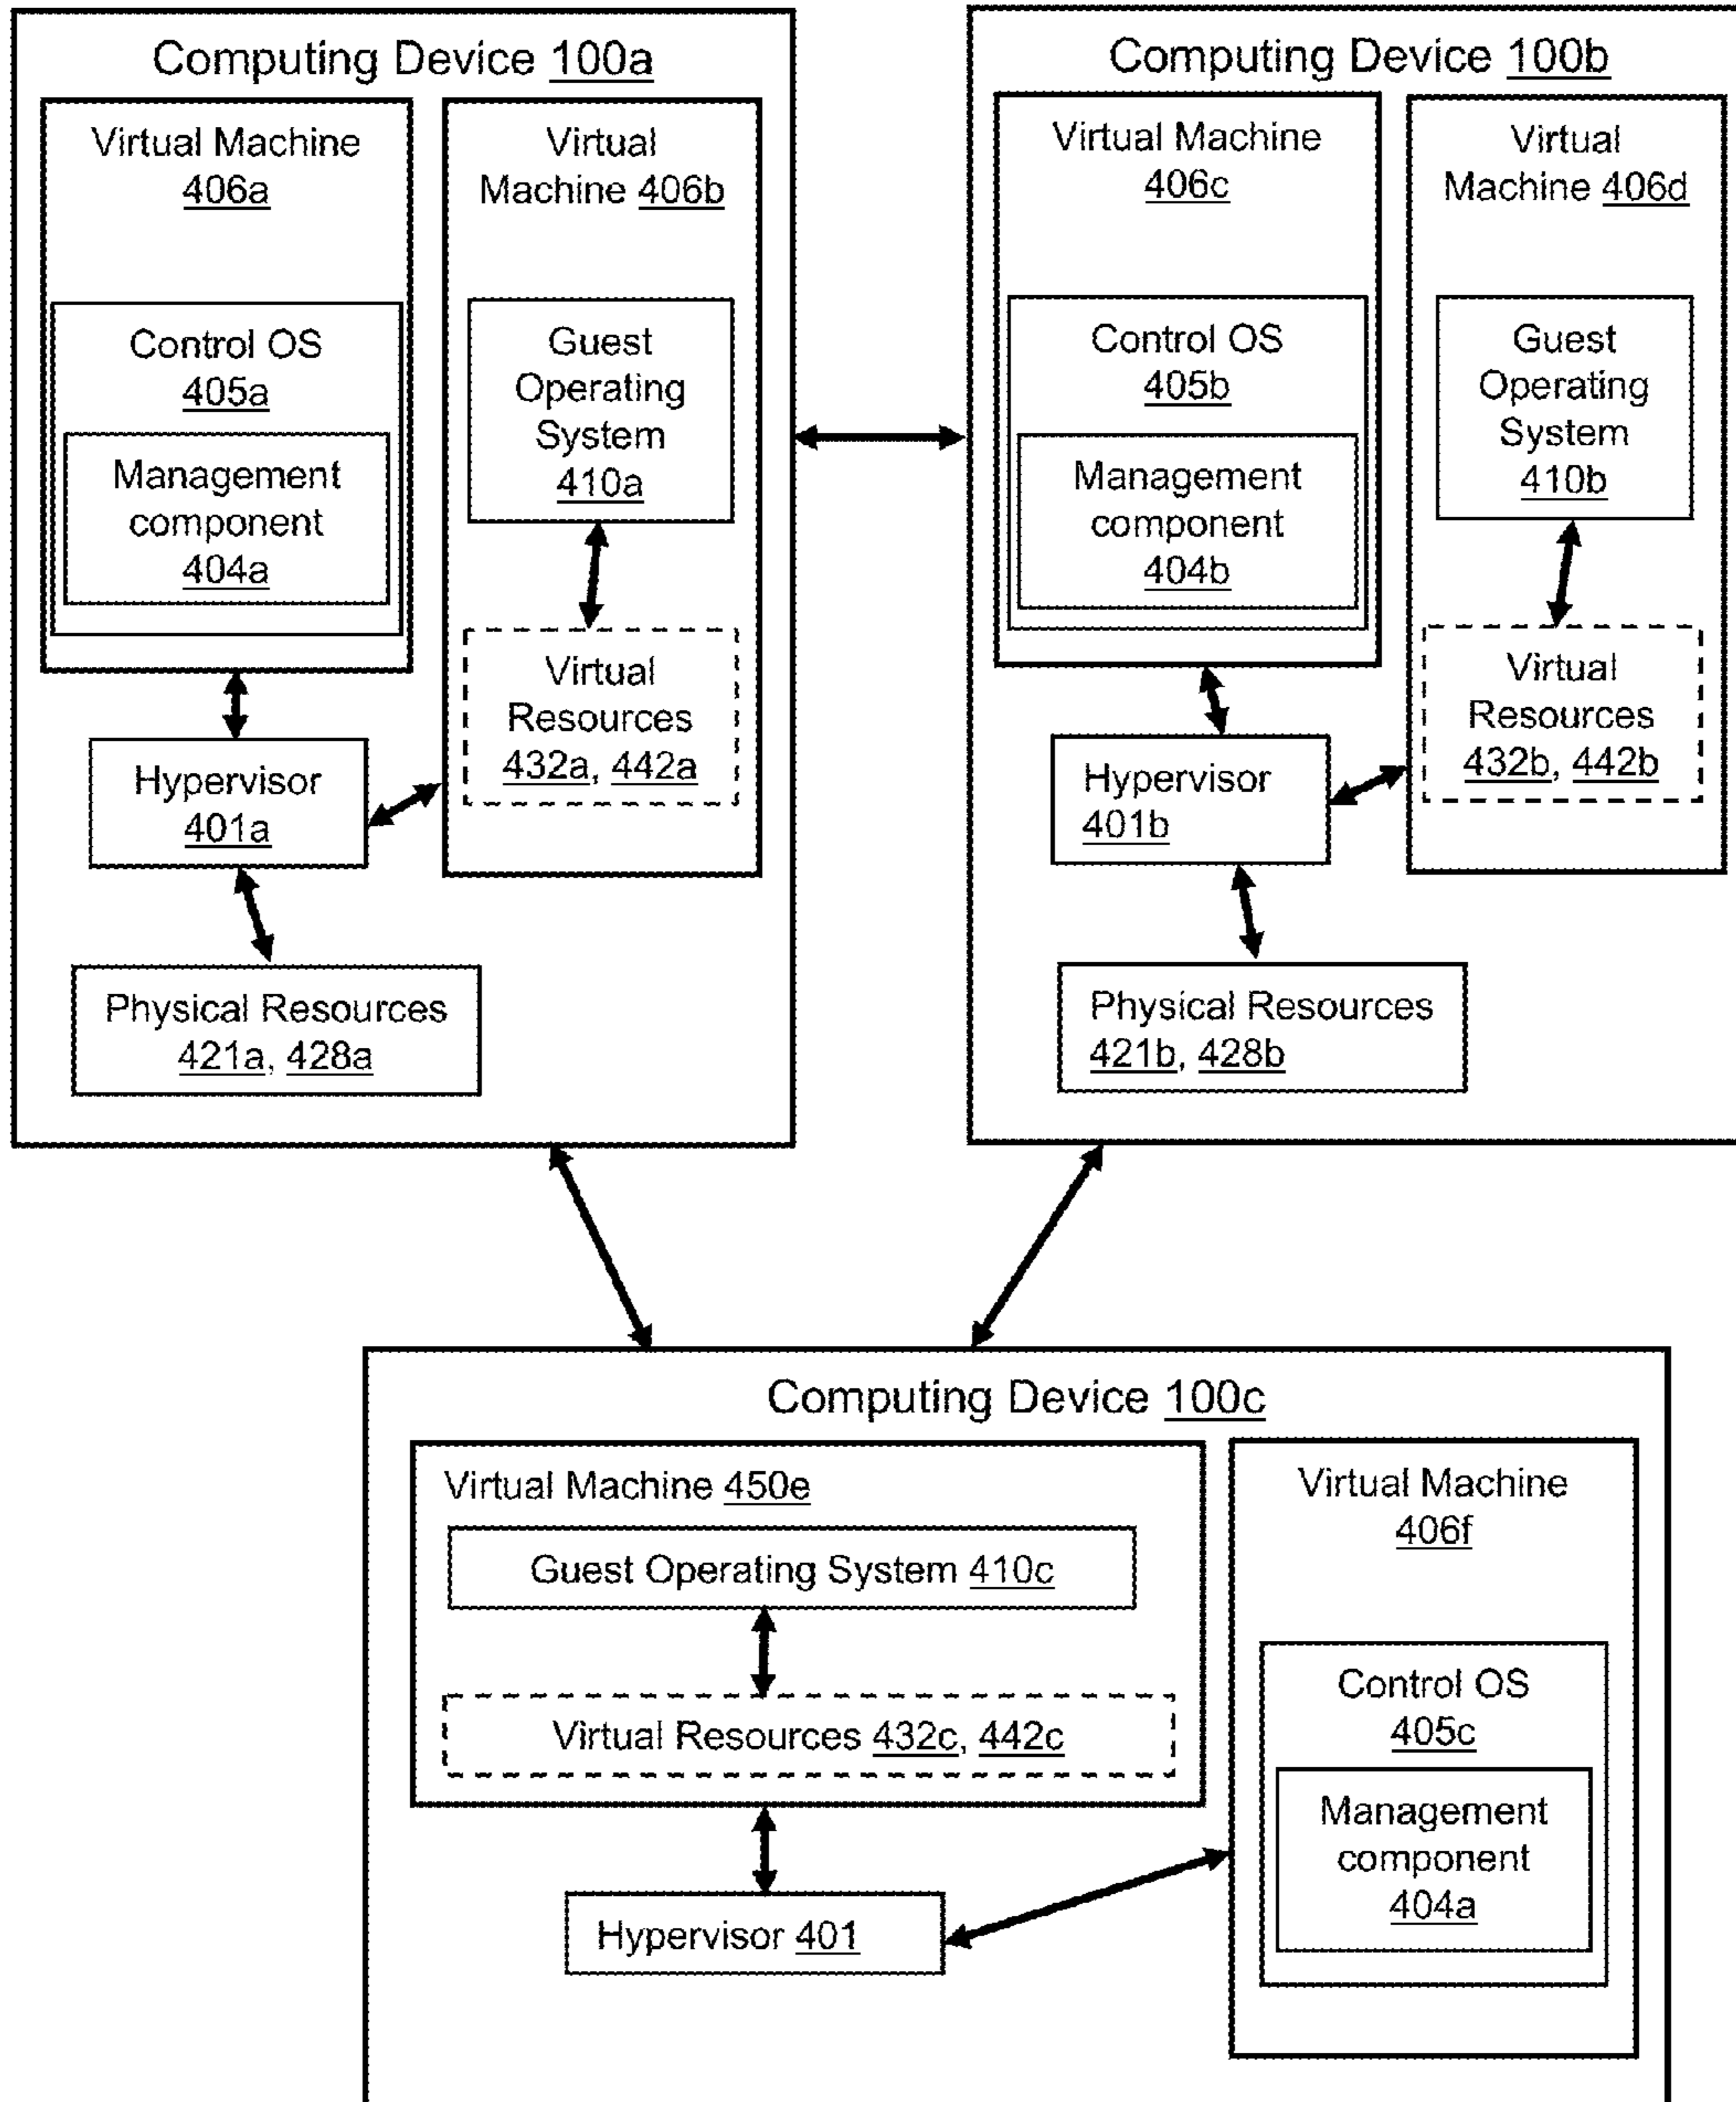 Computing Device 100a
Virtual Machine
406a
Control OS
405a
Management
component
404a
Virtual
Machine 406b
Guest
Operating
System
410a
Virtual
Resources
432a, 442a
Hypervisor
401a
Physical Resources
421a, 428a
Computing Device 100b
Virtual Machine
406c
Control OS
405b
Management
component
404b
Virtual
Machine 406d
Guest
Operating
System
410b
Virtual
Resources
432b, 442b
Hypervisor
401b
Physical Resources
421b, 428b
Computing Device 100c
Virtual Machine 450e
Guest Operating System 410c
Virtual Resources 432c, 442c
Hypervisor 401
Virtual Machine
406f
Control OS
405c
Management
component
404a